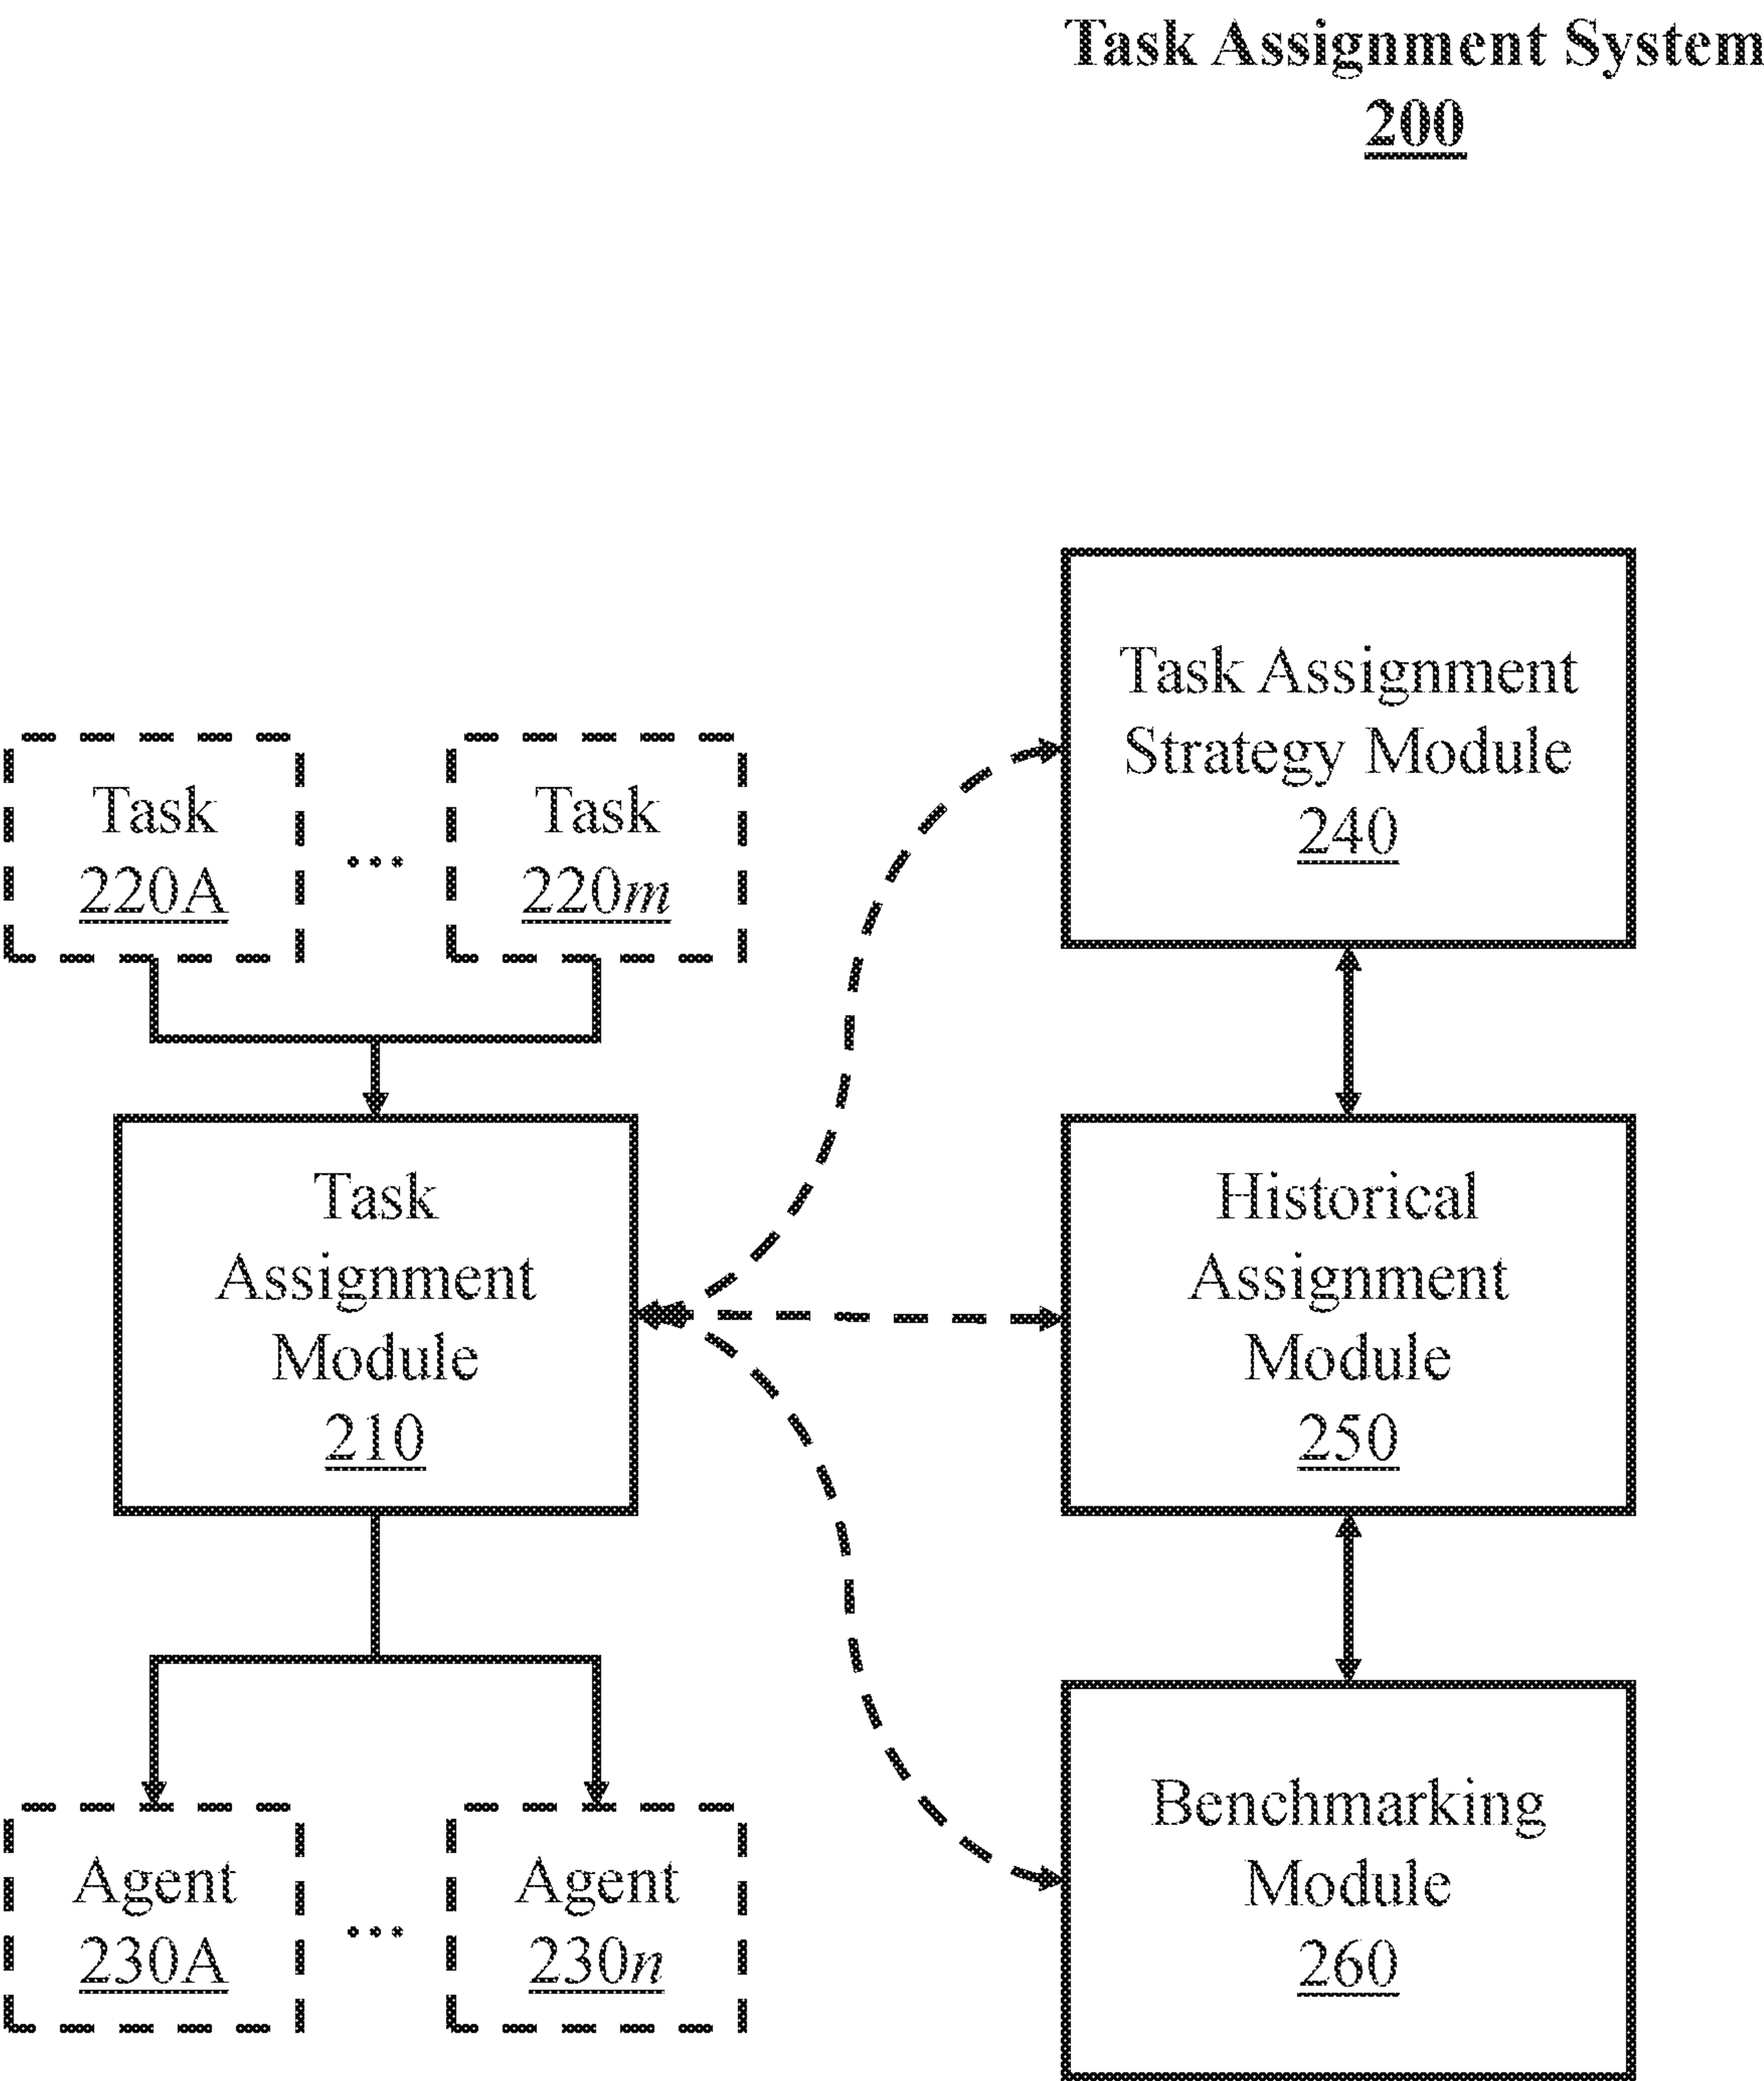 Task Assignment System
200
Task
220A
...
Task
220m
Task
Assignment
Module
210
Agent
230A
...
Agent
230n
Task Assignment
Strategy Module
240
Historical
Assignment
Module
250
Benchmarking
Module
260